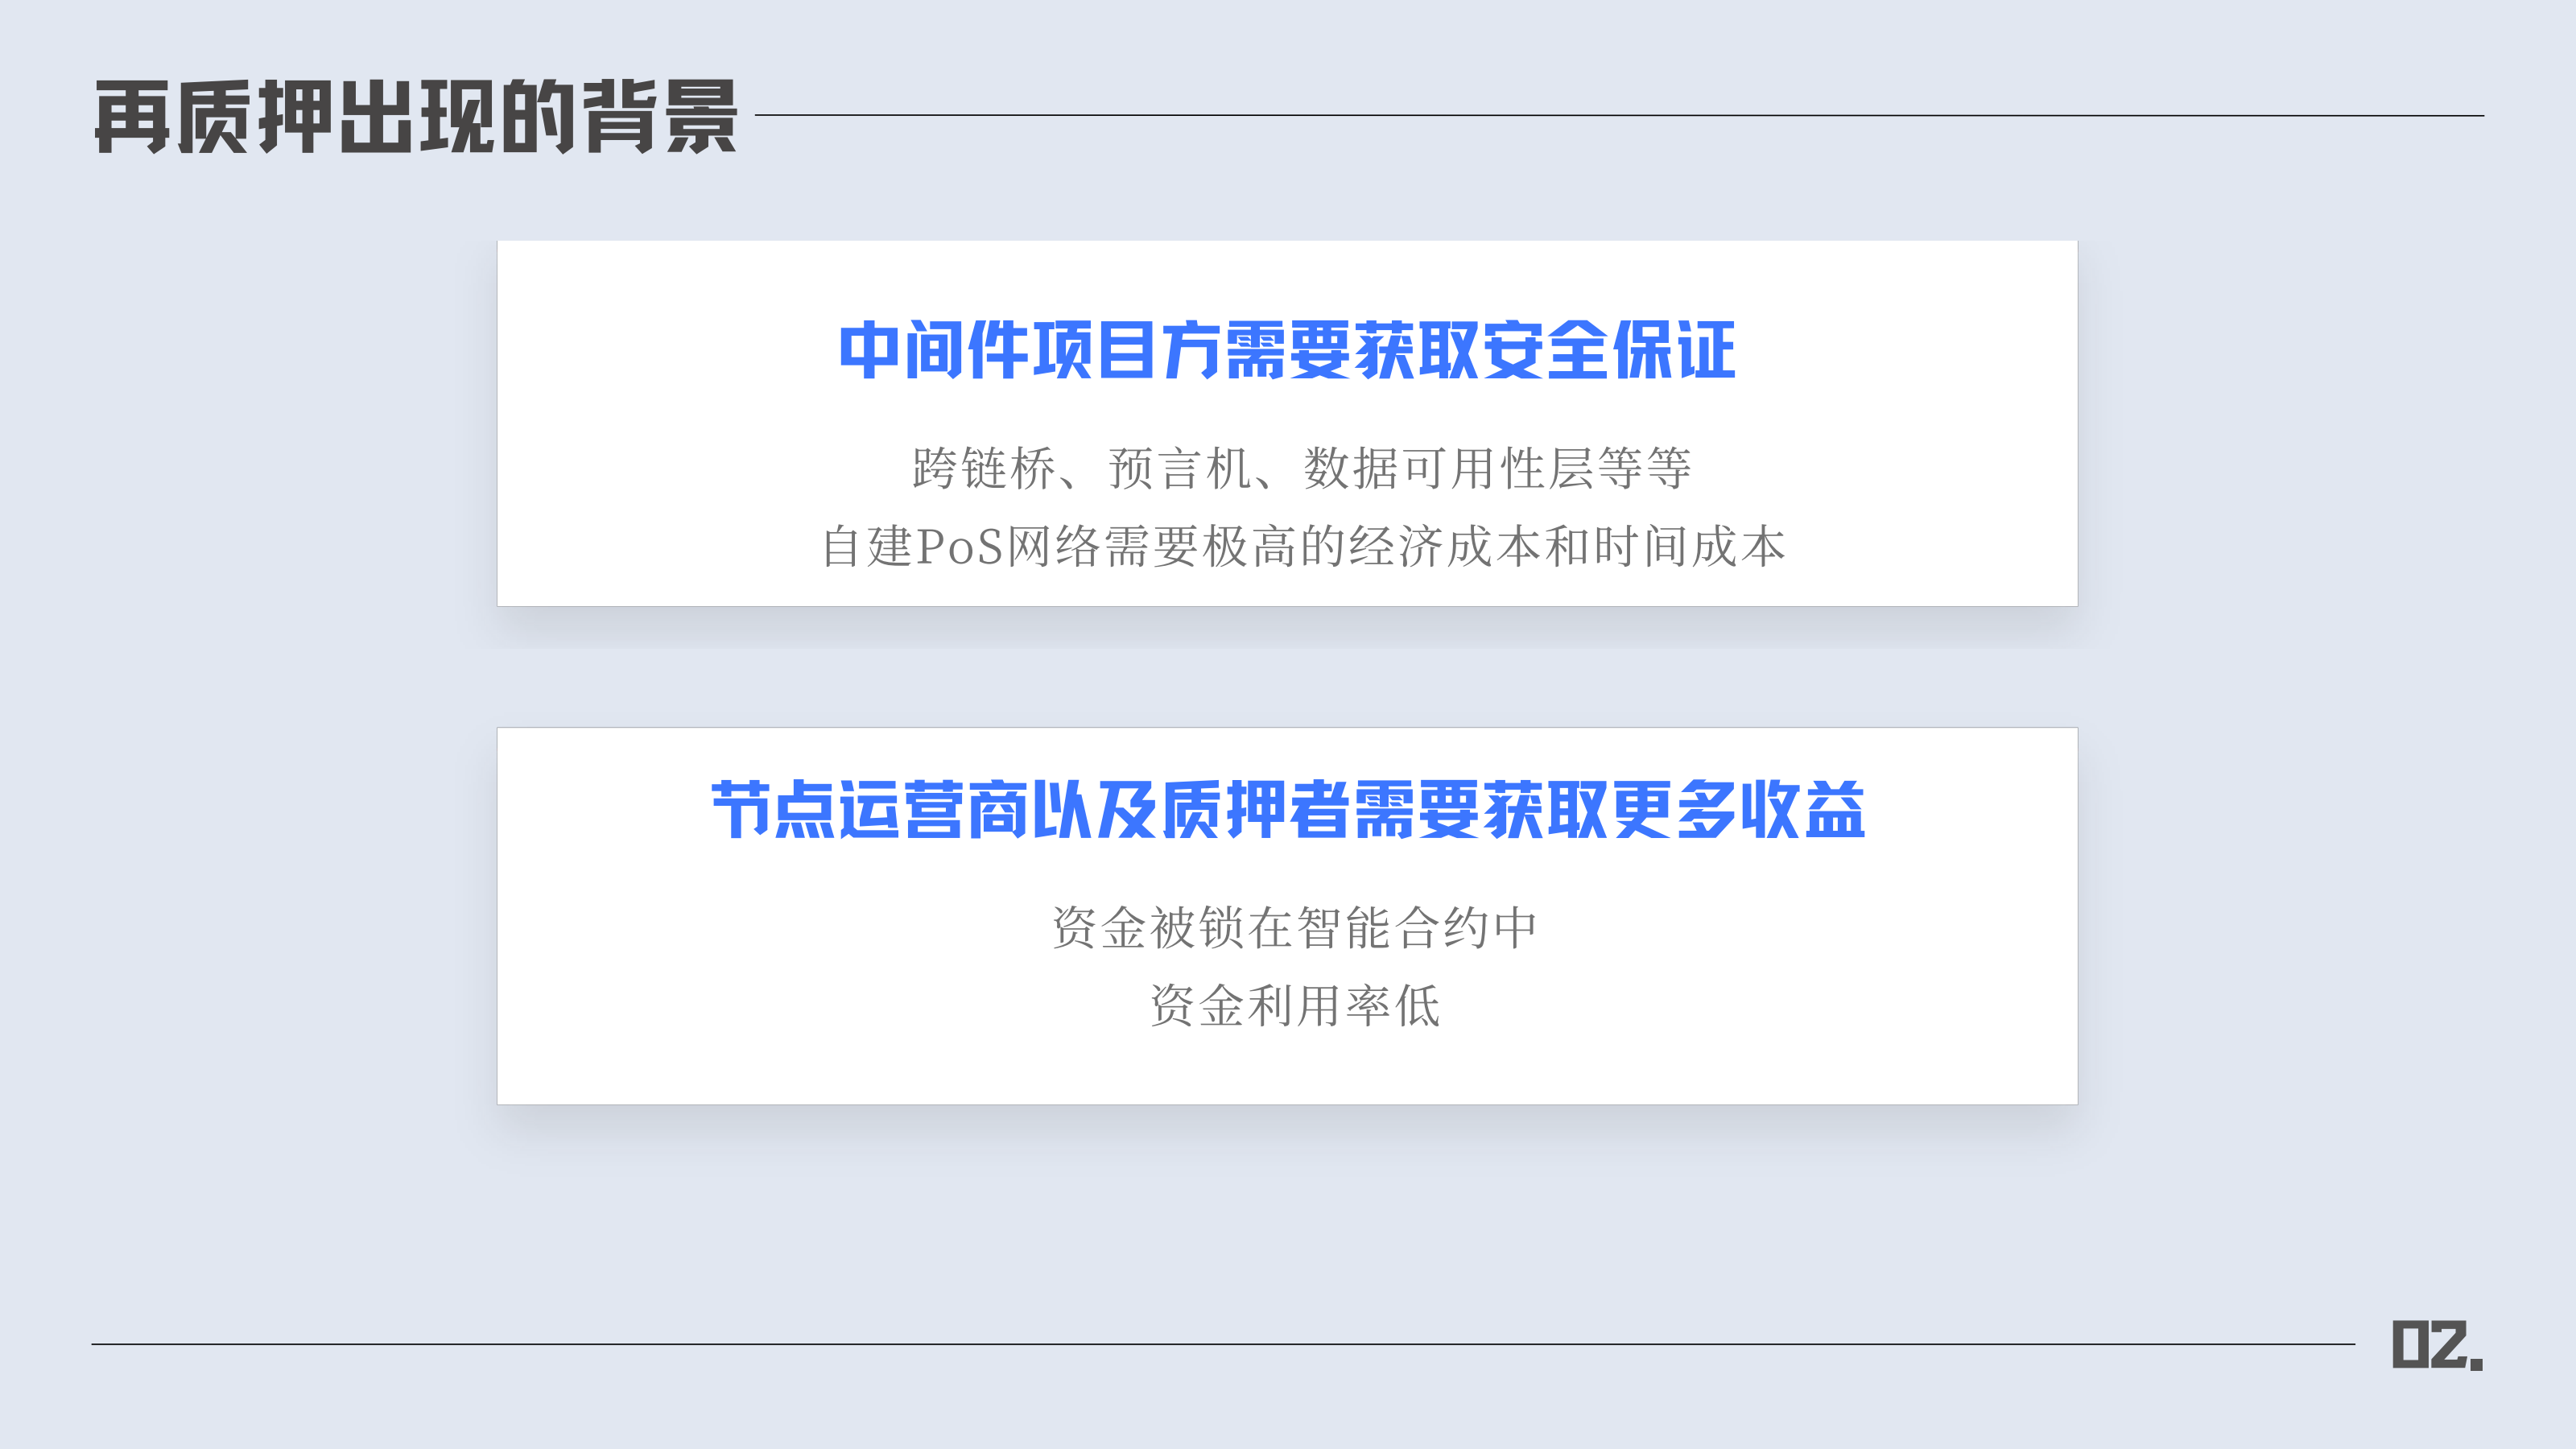 再质押出现的背景
中间件项目方需要获取安全保证
跨链桥、预言机、数据可用性层等等
自建PoS网络需要极高的经济成本和时间成本
节点运营商以及质押者需要获取更多收益
资金被锁在智能合约中
资金利用率低
02.